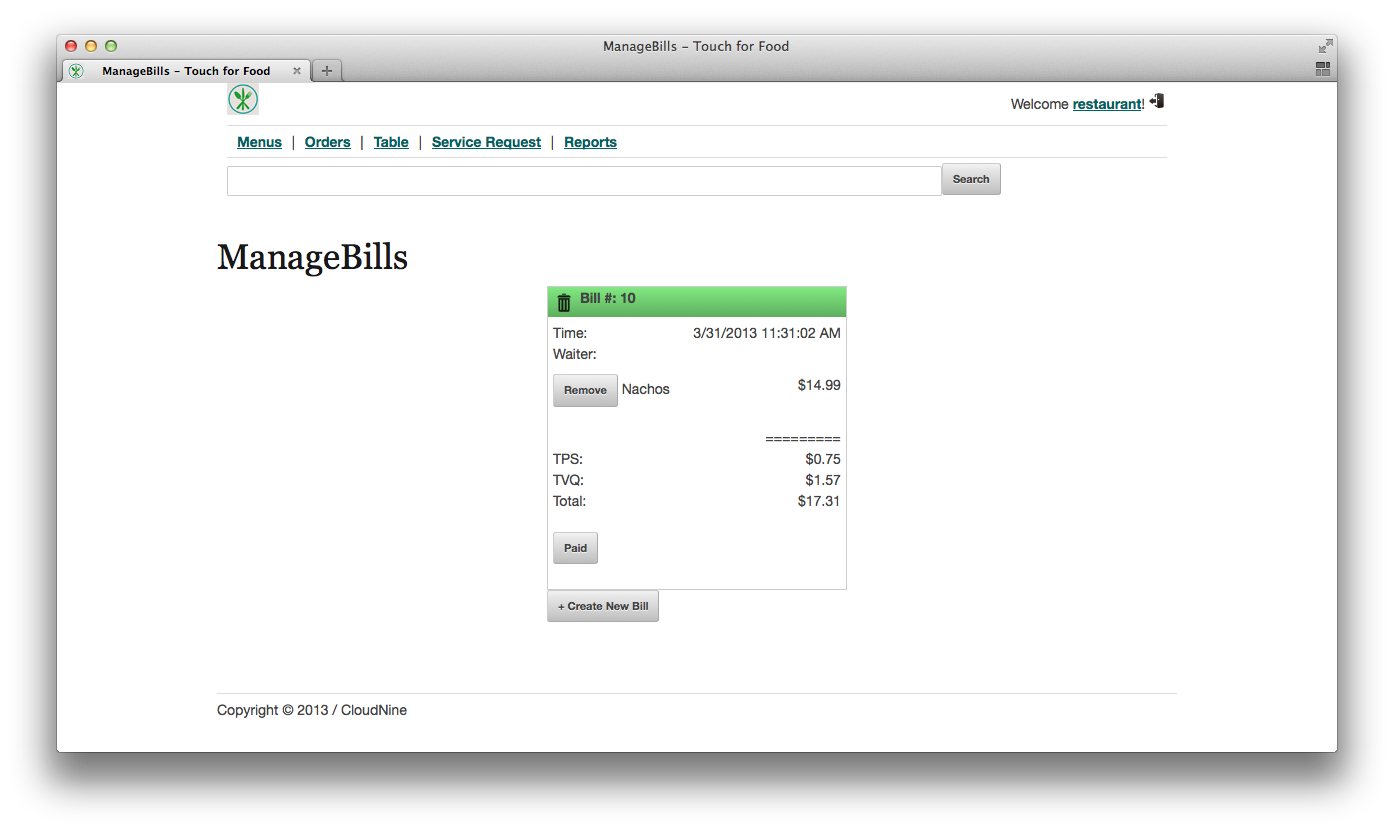 ManageBills – Touch for Food
ManageBills – Touch for Food
Welcome restaurant!
Menus | Orders | Table | Service Request | Reports
Search
ManageBills
Bill #: 10
Time: 3/31/2013 11:31:02 AM
Waiter:
Remove Nachos $14.99
=========
TPS: $0.75
TVQ: $1.57
Total: $17.31
Paid
+ Create New Bill
Copyright © 2013 / CloudNine